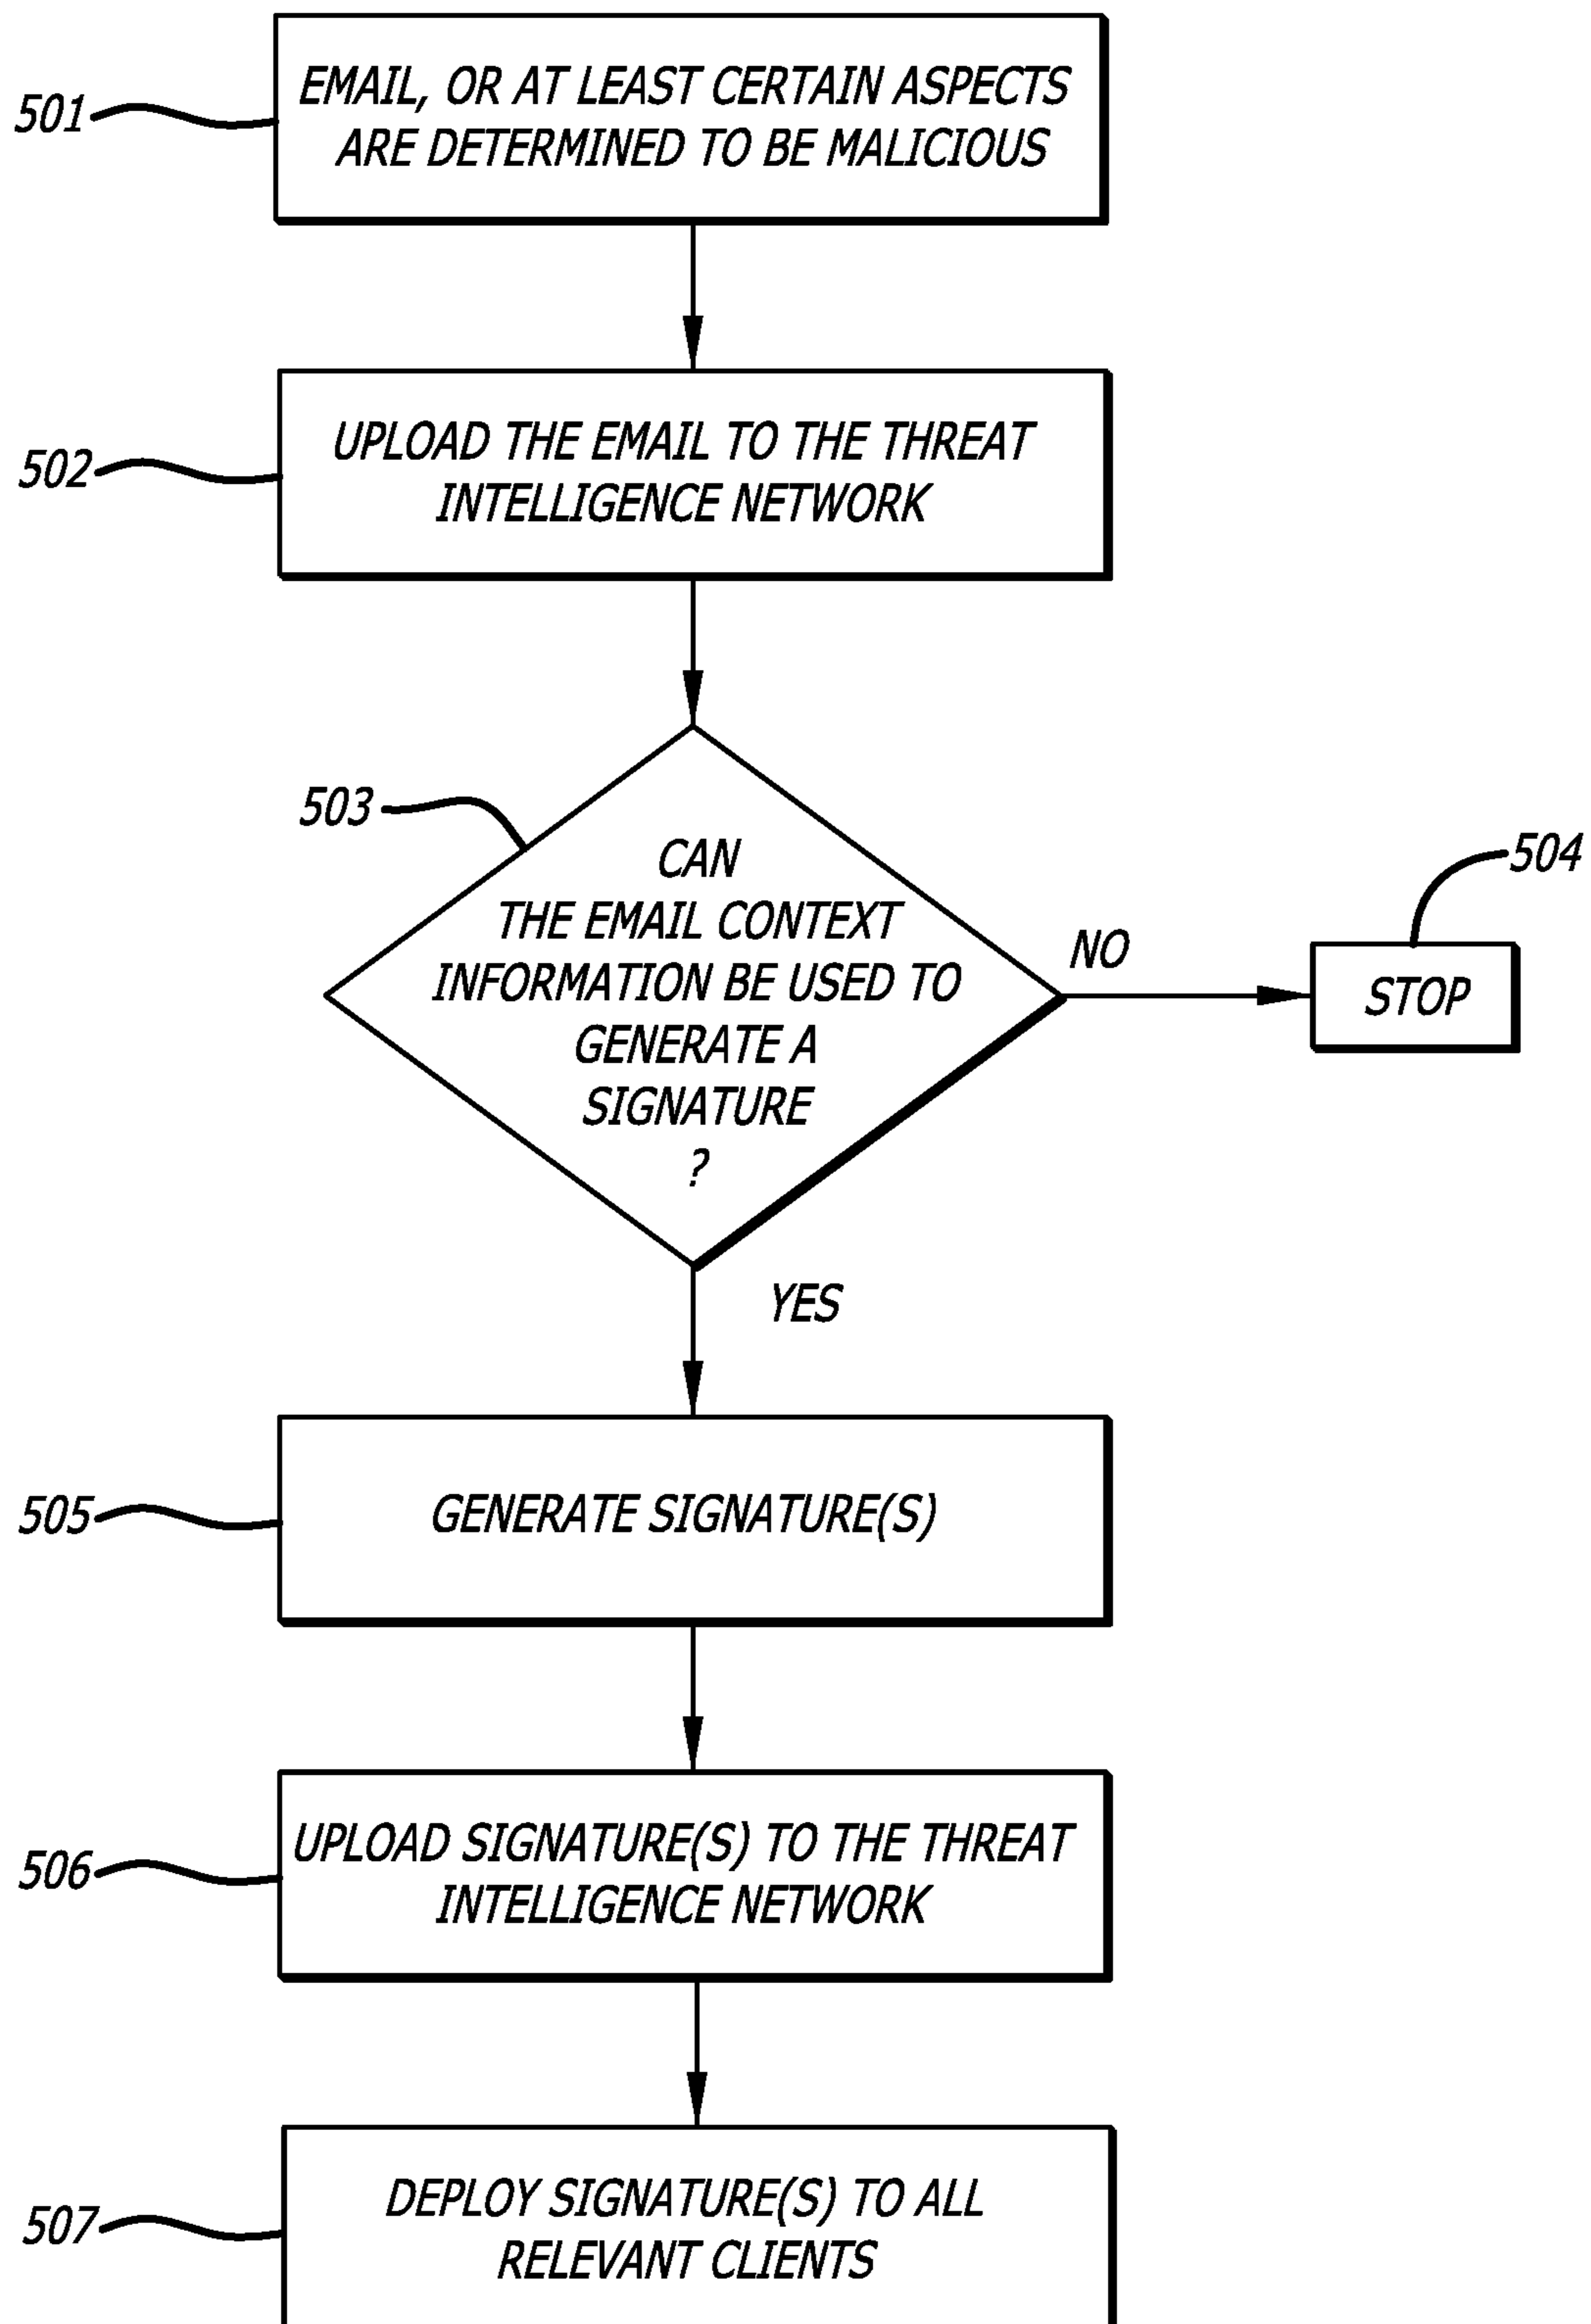 501
EMAIL, OR AT LEAST CERTAIN ASPECTS
ARE DETERMINED TO BE MALICIOUS
502
UPLOAD THE EMAIL TO THE THREAT
INTELLIGENCE NETWORK
503
CAN
THE EMAIL CONTEXT
INFORMATION BE USED TO
GENERATE A
SIGNATURE
?
NO
504
STOP
YES
505
GENERATE SIGNATURE(S)
506
UPLOAD SIGNATURE(S) TO THE THREAT
INTELLIGENCE NETWORK
507
DEPLOY SIGNATURE(S) TO ALL
RELEVANT CLIENTS